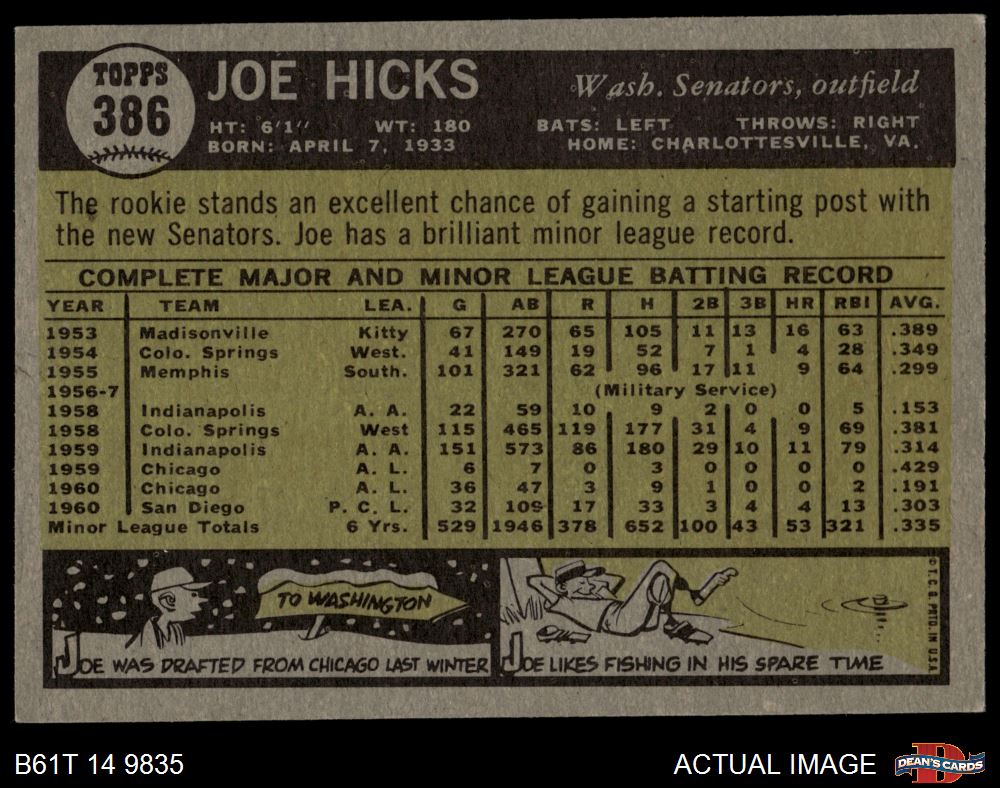 TOPPS
386
JOE HICKS
Wash. Senators, outfield
HT: 6'1" WT: 180 BATS: LEFT THROWS: RIGHT
BORN: APRIL 7, 1933 HOME: CHARLOTTESVILLE, VA.
The rookie stands an excellent chance of gaining a starting post with
the new Senators. Joe has a brilliant minor league record.
COMPLETE MAJOR AND MINOR LEAGUE BATTING RECORD
YEAR TEAM LEA. G AB R H 2B 3B HR RBI AVG.
1953 Madisonville Kitty 67 270 65 105 11 13 16 63 .389
1954 Colo. Springs West. 41 149 19 52 7 1 4 28 .349
1955 Memphis South. 101 321 62 96 17 11 9 64 .299
1956-7 (Military Service)
1958 Indianapolis A. A. 22 59 10 9 2 0 0 5 .153
1958 Colo. Springs West 115 465 119 177 31 4 9 69 .381
1959 Indianapolis A. A. 151 573 86 180 29 10 11 79 .314
1959 Chicago A. L. 6 7 0 3 0 0 0 0 .429
1960 Chicago A. L. 36 47 3 9 1 0 0 2 .191
1960 San Diego P. C. L. 32 109 17 33 3 4 4 13 .303
Minor League Totals 6 Yrs. 529 1946 378 652 100 43 53 321 .335
TO WASHINGTON
JOE WAS DRAFTED FROM CHICAGO LAST WINTER
JOE LIKES FISHING IN HIS SPARE TIME
© T. C. G. PRTD. IN U.S.A.
B61T 14 9835
ACTUAL IMAGE
D
DEAN'S CARDS